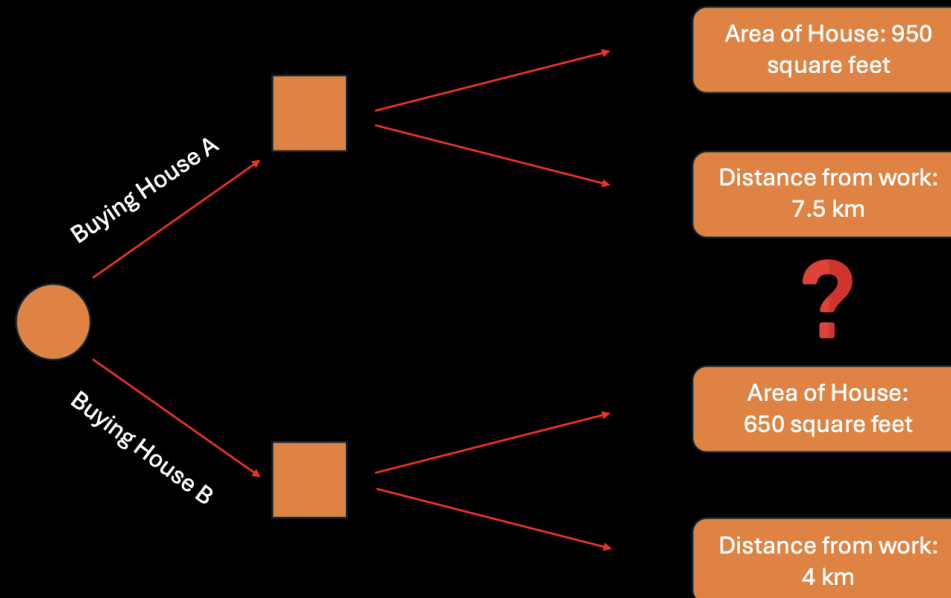 Area of House: 950
square feet
Buying House A
Distance from work:
7.5 km
?
Area of House:
650 square feet
Buying House B
Distance from work:
4 km